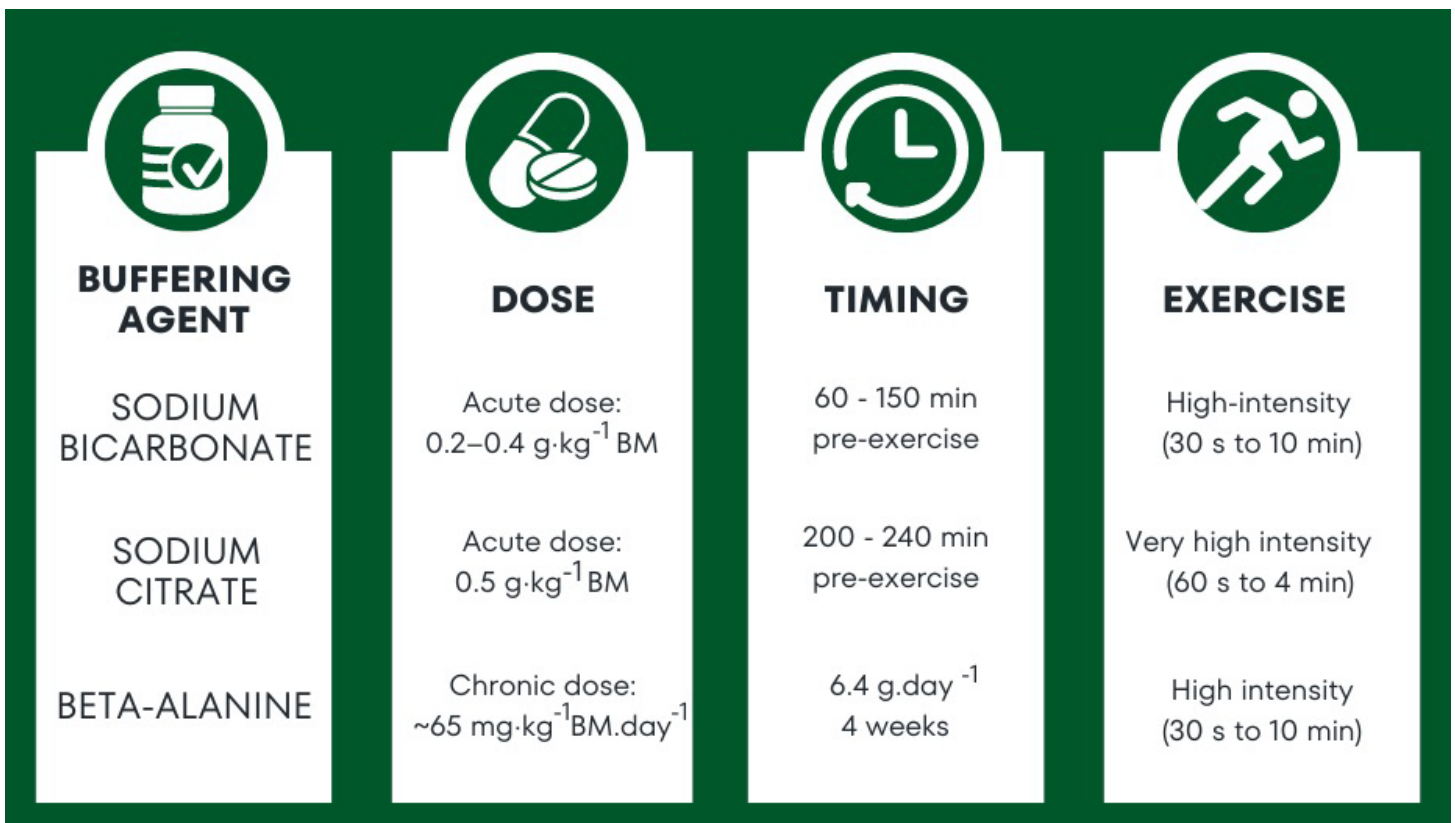 BUFFERING
AGENT
DOSE
TIMING
EXERCISE
SODIUM
BICARBONATE
Acute dose:
0.2–0.4 g·kg⁻¹ BM
60 - 150 min
pre-exercise
High-intensity
(30 s to 10 min)
SODIUM
CITRATE
Acute dose:
0.5 g·kg⁻¹ BM
200 - 240 min
pre-exercise
Very high intensity
(60 s to 4 min)
BETA-ALANINE
Chronic dose:
~65 mg·kg⁻¹BM.day⁻¹
6.4 g.day ⁻¹
4 weeks
High intensity
(30 s to 10 min)